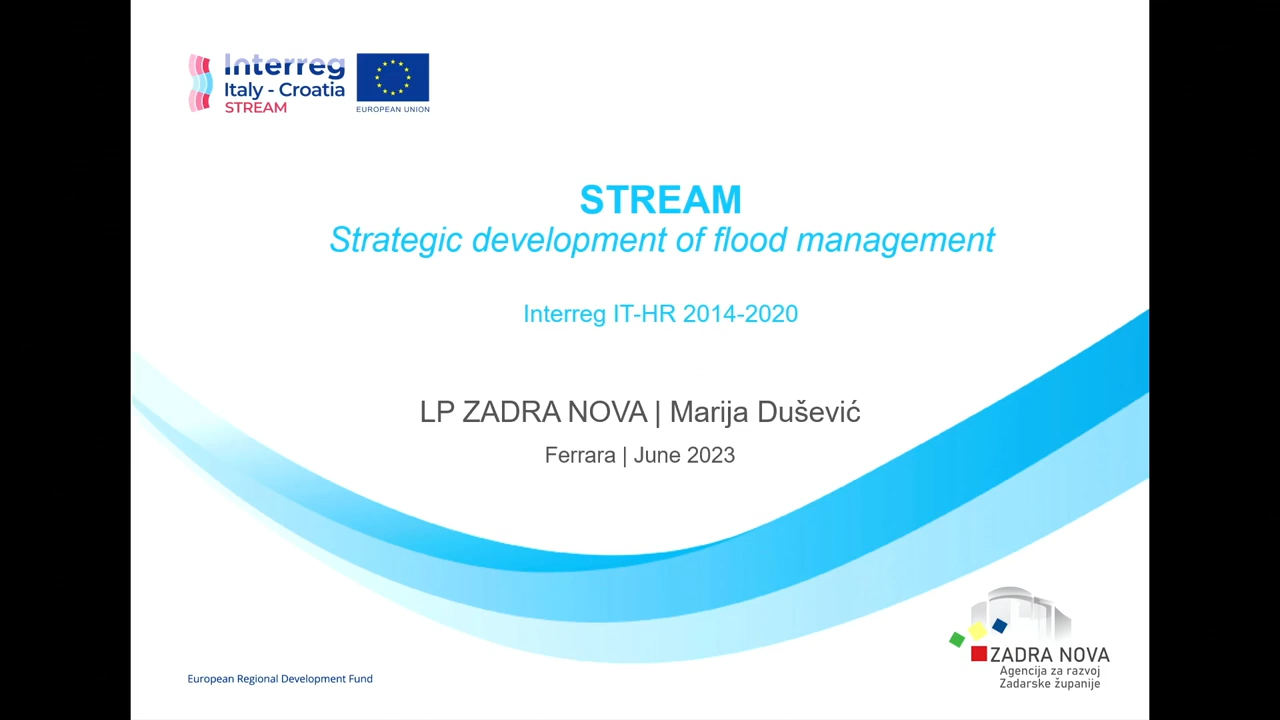 Interreg
Italy - Croatia
STREAM
EUROPEAN UNION
STREAM
Strategic development of flood management
Interreg IT-HR 2014-2020
LP ZADRA NOVA | Marija Dušević
Ferrara | June 2023
ZADRA NOVA
Agencija za razvoj
Zadarske županije
European Regional Development Fund